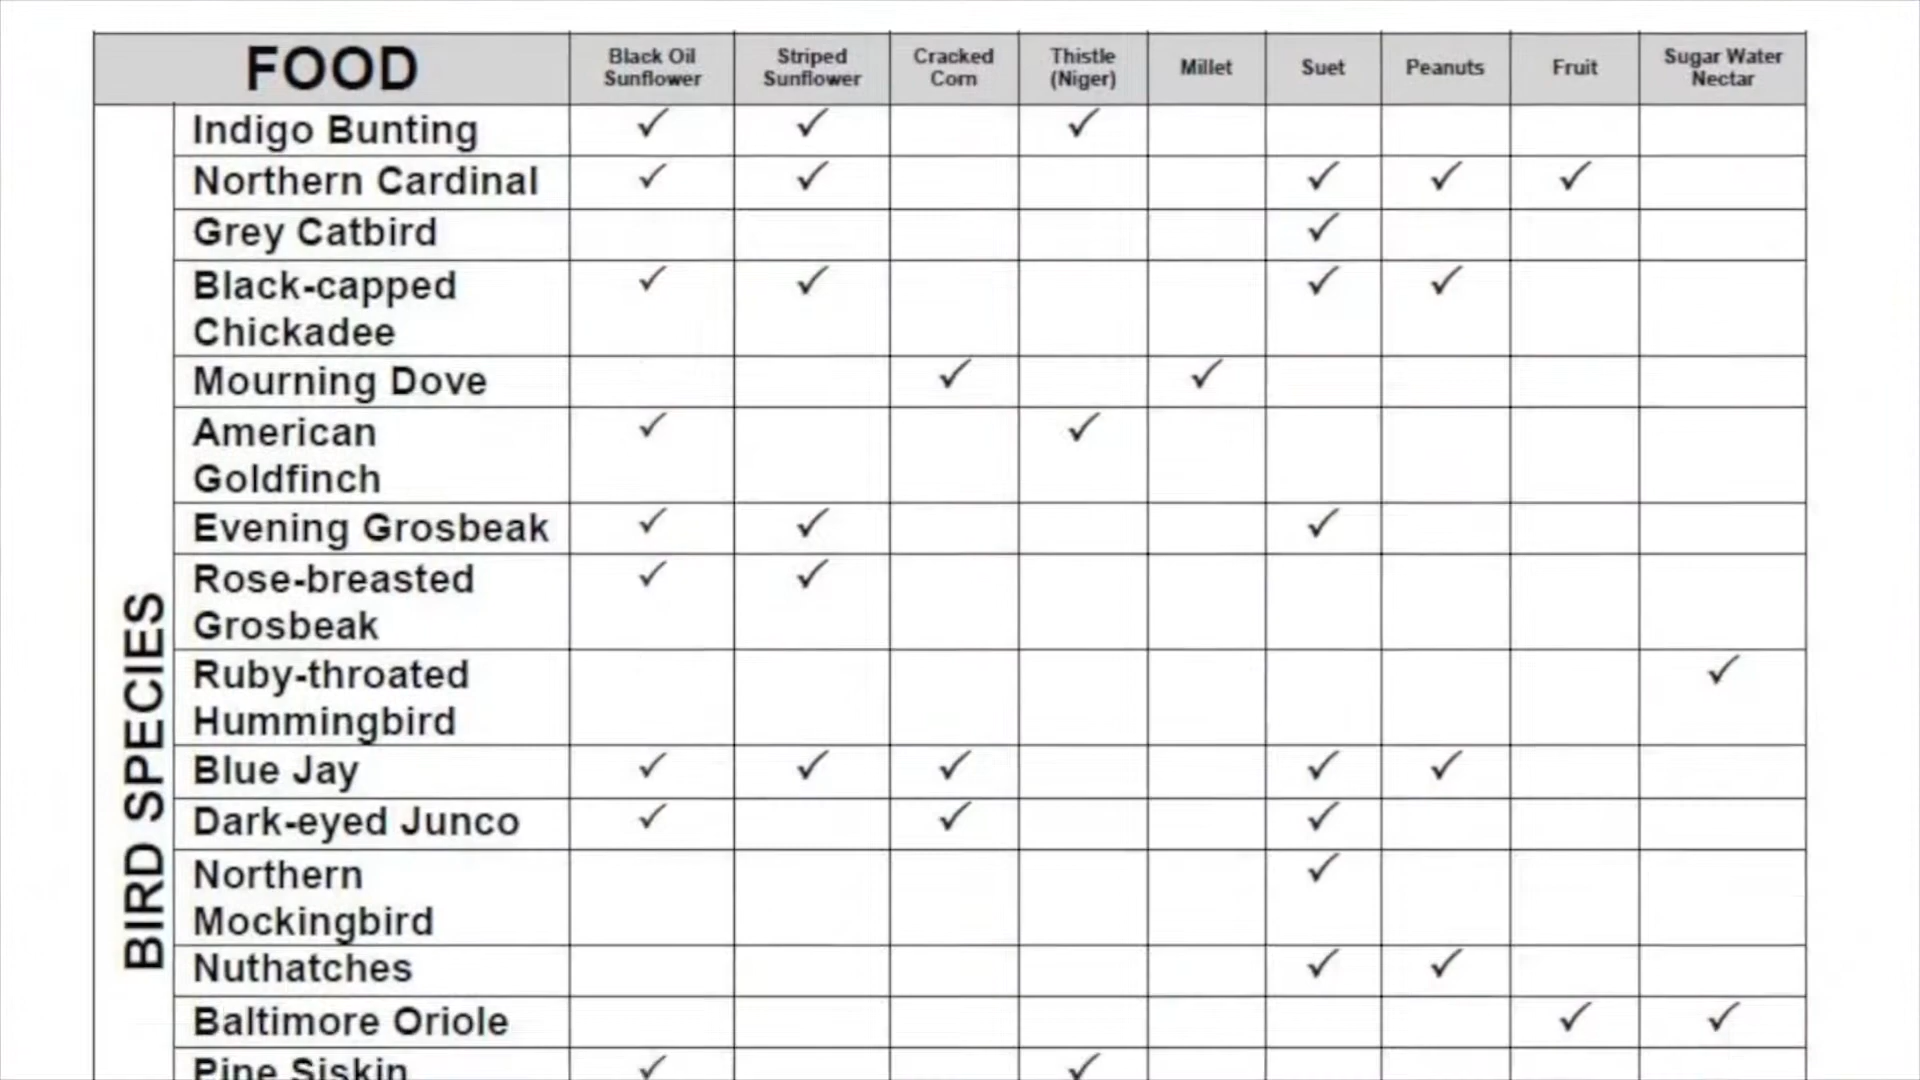 FOOD
Black Oil
Sunflower
Striped
Sunflower
Cracked
Corn
Thistle
(Niger)
Millet
Suet
Peanuts
Fruit
Sugar Water
Nectar
BIRD SPECIES
Indigo Bunting ✓ ✓ ✓
Northern Cardinal ✓ ✓ ✓ ✓ ✓
Grey Catbird ✓
Black-capped ✓ ✓ ✓ ✓
Chickadee
Mourning Dove ✓ ✓
American ✓ ✓
Goldfinch
Evening Grosbeak ✓ ✓ ✓
Rose-breasted ✓ ✓
Grosbeak
Ruby-throated ✓
Hummingbird
Blue Jay ✓ ✓ ✓ ✓ ✓
Dark-eyed Junco ✓ ✓ ✓
Northern ✓
Mockingbird
Nuthatches ✓ ✓
Baltimore Oriole ✓ ✓
Pine Siskin ✓ ✓